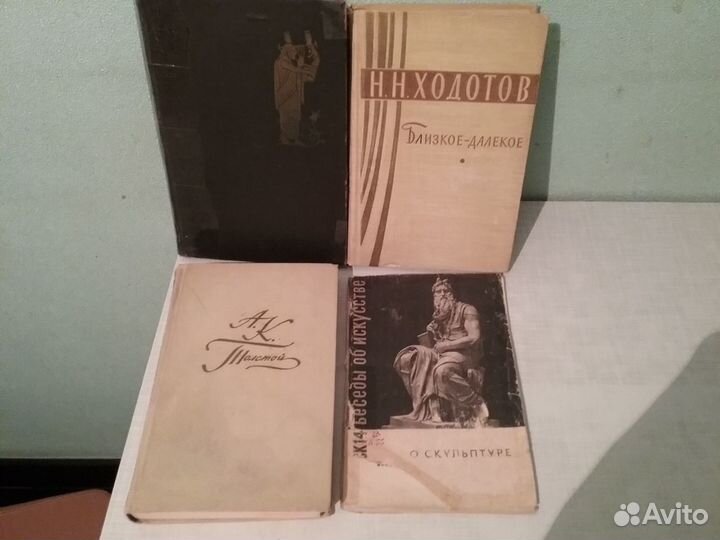 Н.Н.ХОДОТОВ
Близкое-далекое
А.К.
Толстой
БЕСЕДЫ ОБ ИСКУССТВЕ
О СКУЛЬПТУРЕ
Avito